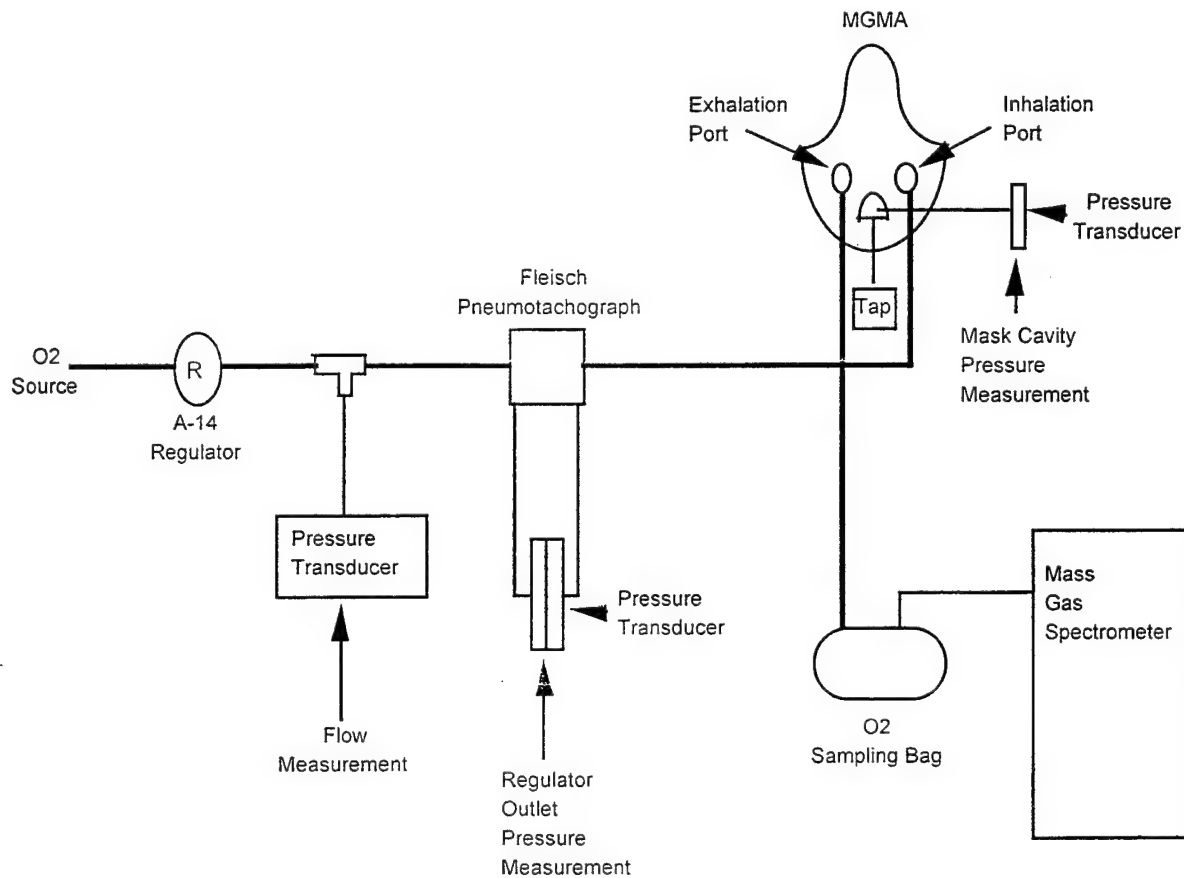 MGMA
Exhalation
Port
Inhalation
Port
Pressure
Transducer
Tap
Mask Cavity
Pressure
Measurement
Fleisch
Pneumotachograph
O2
Source
R
A-14
Regulator
Pressure
Transducer
Flow
Measurement
Pressure
Transducer
Regulator
Outlet
Pressure
Measurement
O2
Sampling Bag
Mass
Gas
Spectrometer